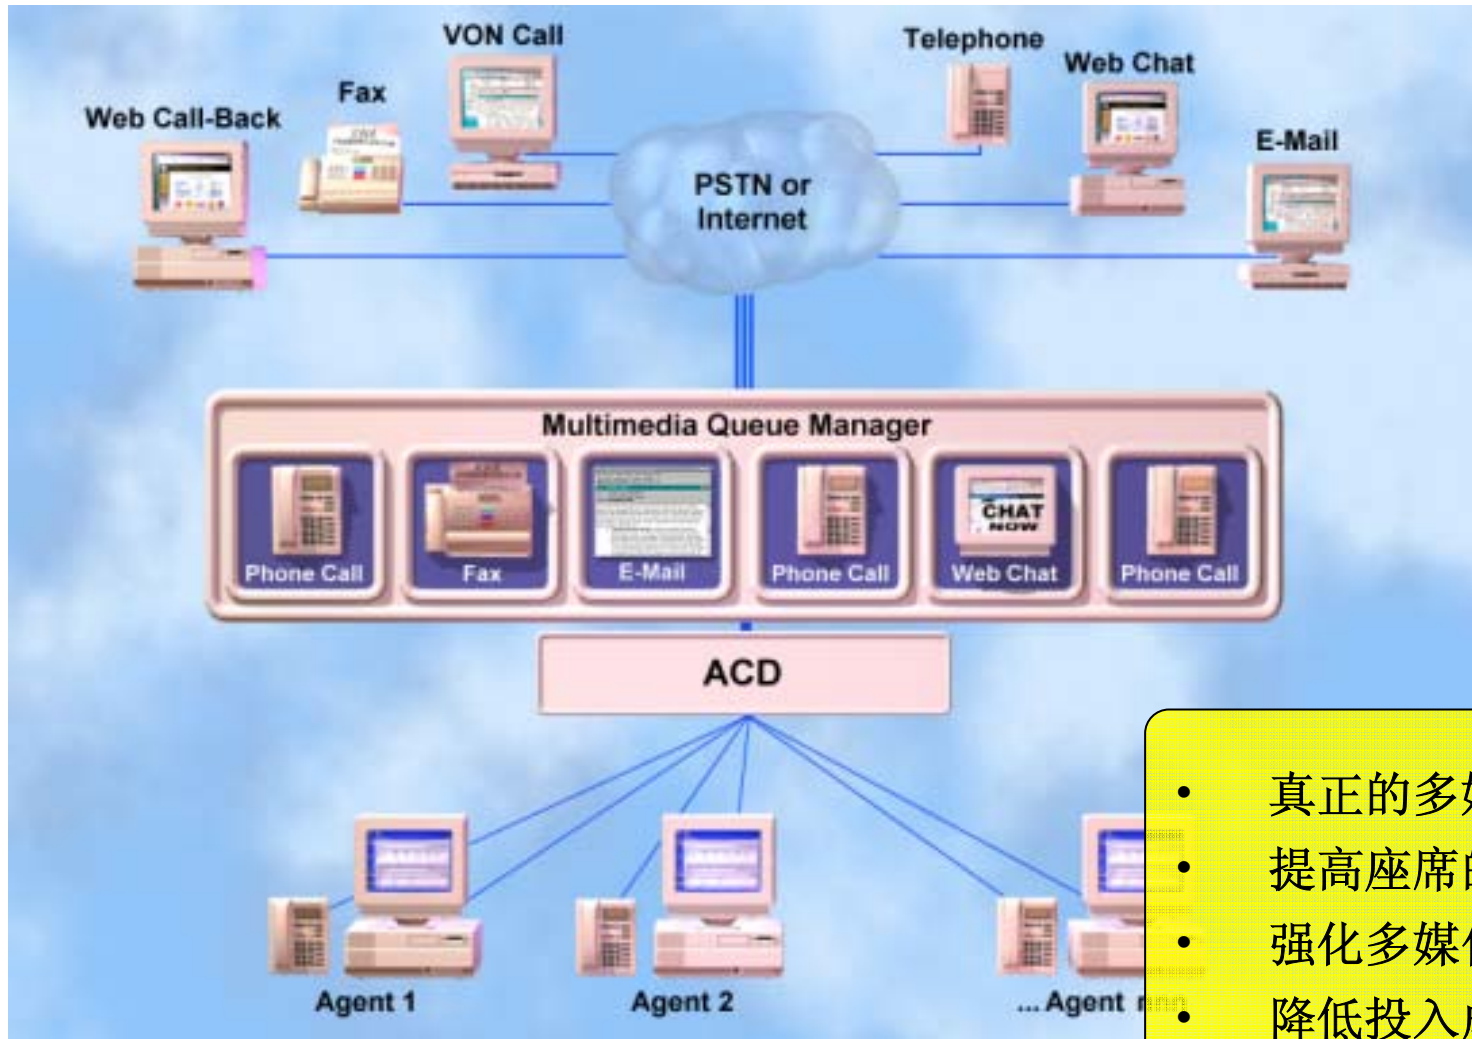 VON Call
Telephone
Web Chat
Fax
Web Call-Back
E-Mail
PSTN or
Internet
Multimedia Queue Manager
Phone Call
Fax
E-Mail
Phone Call
CHAT
NOW
Web Chat
Phone Call
ACD
Agent 1
Agent 2
... Agent nnn
• 真正的多
• 提高座席
• 强化多媒
• 降低投入